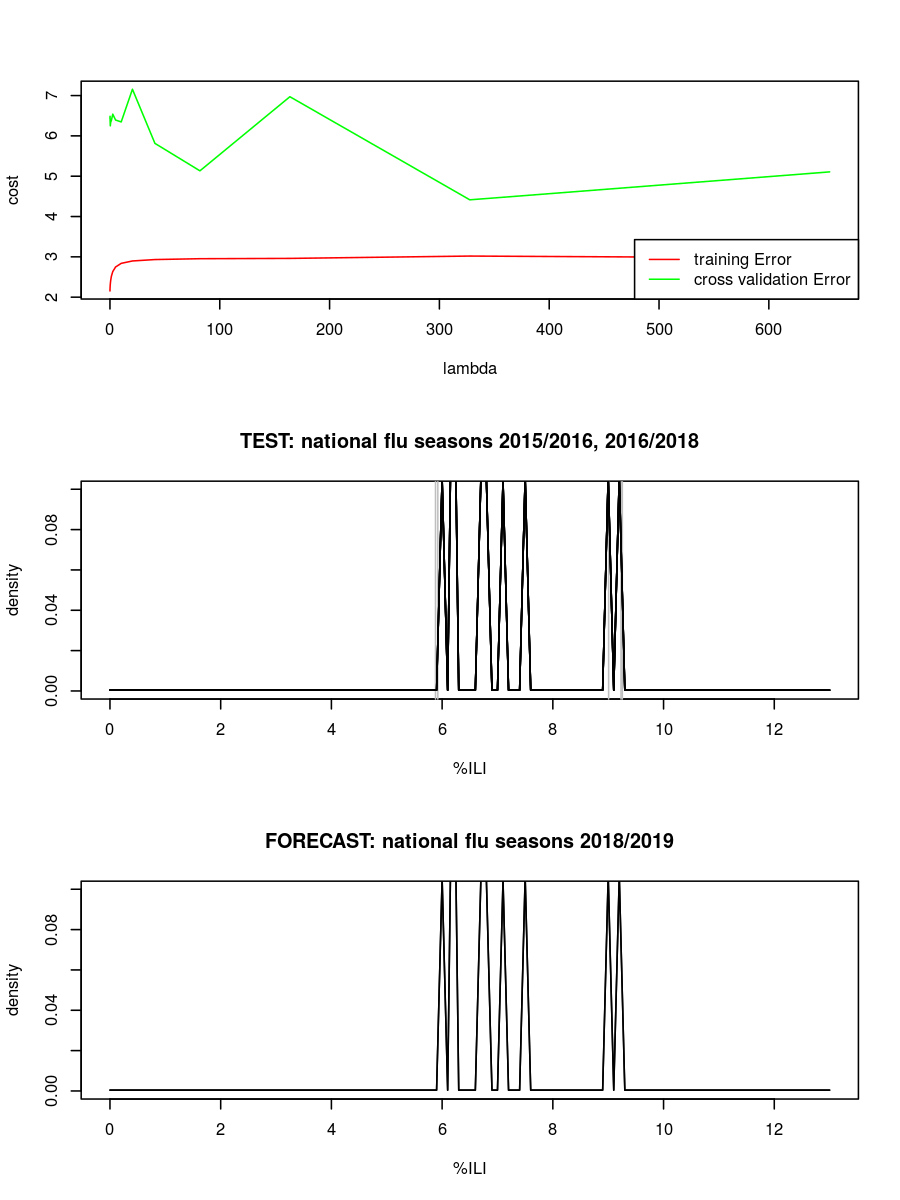 7
6
5
4
3
2
cost
training Error
cross validation Error
0 100 200 300 400 500 600
lambda
TEST: national flu seasons 2015/2016, 2016/2018
0.08
0.04
0.00
density
0 2 4 6 8 10 12
%ILI
FORECAST: national flu seasons 2018/2019
0.08
0.04
0.00
density
0 2 4 6 8 10 12
%ILI